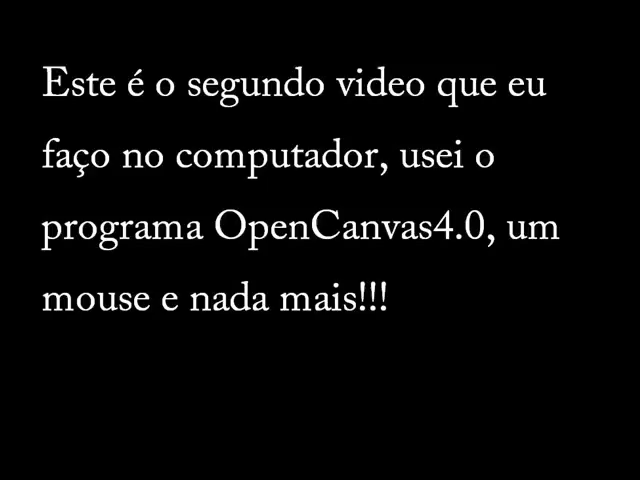 Este é o segundo video que eu
faço no computador, usei o
programa OpenCanvas4.0, um
mouse e nada mais!!!